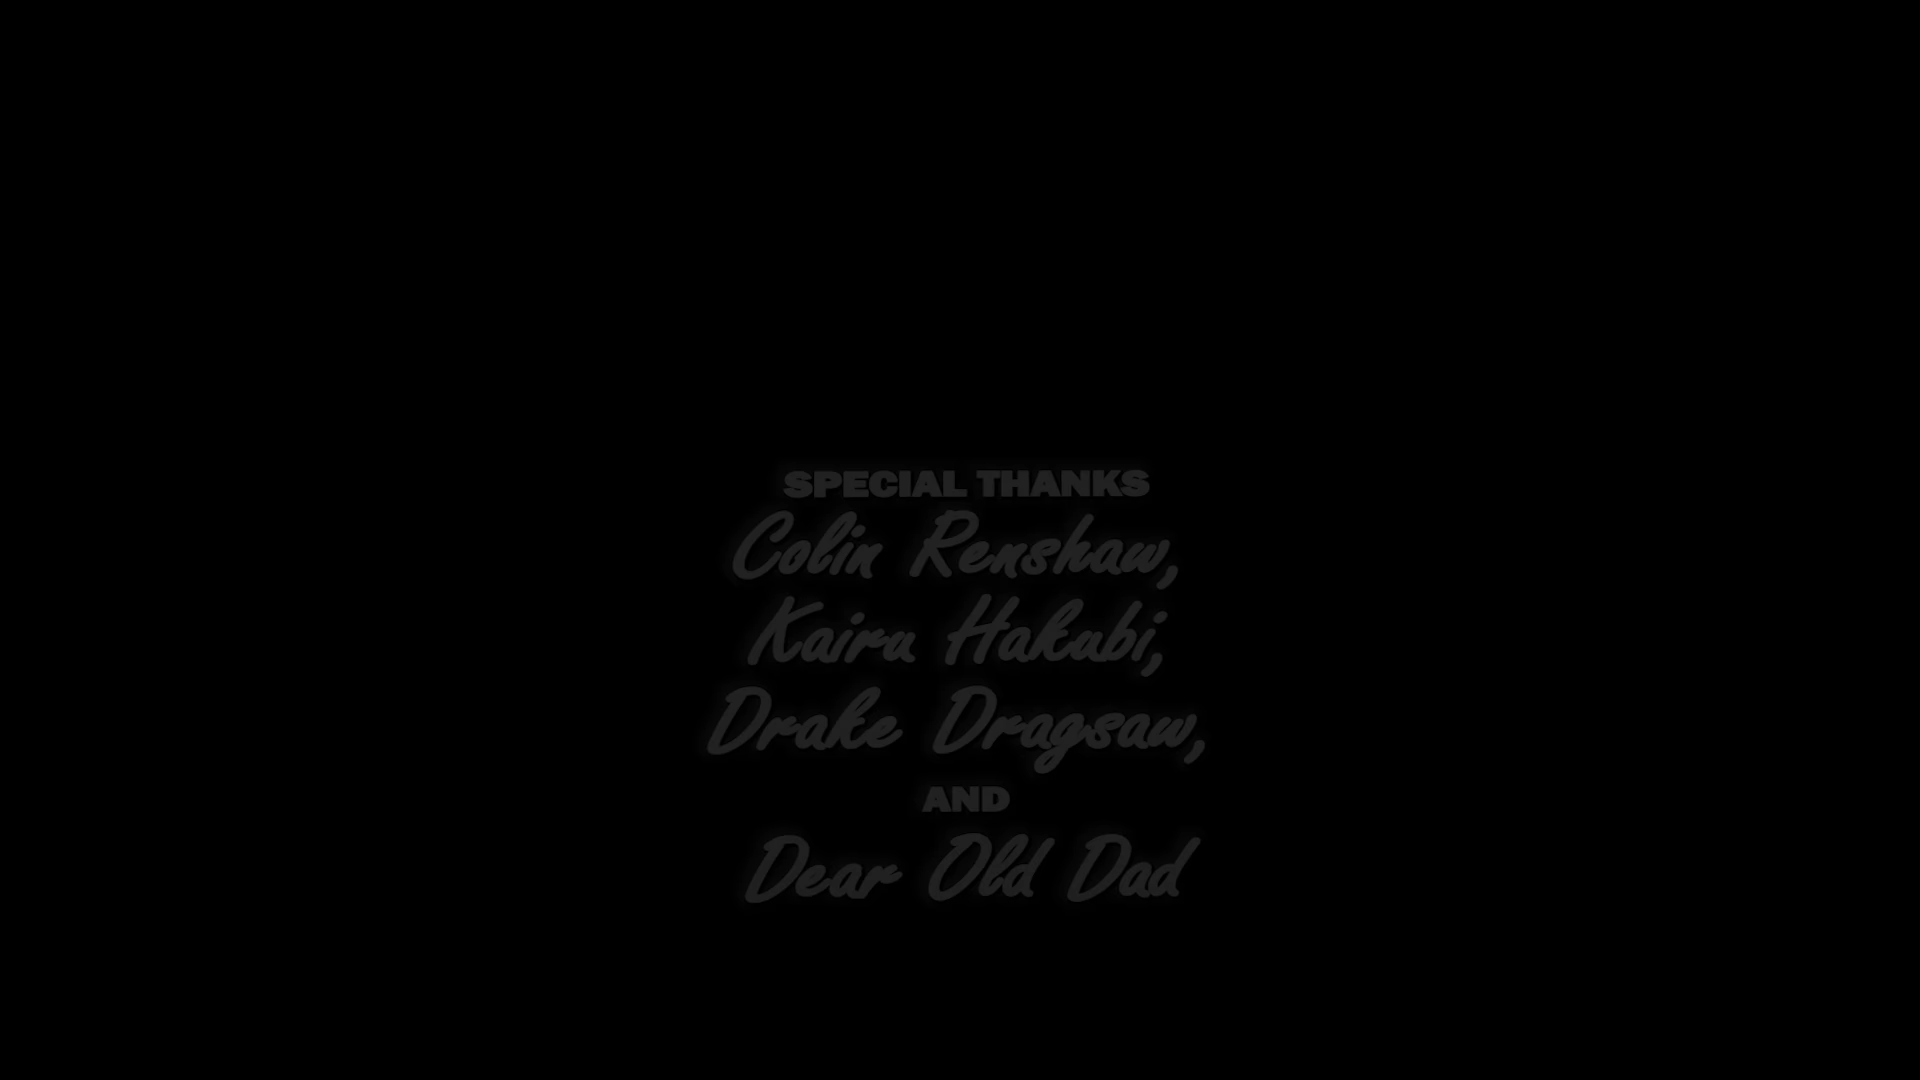 SPECIAL THANKS
Colin Renshaw,
Kairu Hakubi,
Drake Dragsaw,
AND
Dear Old Dad